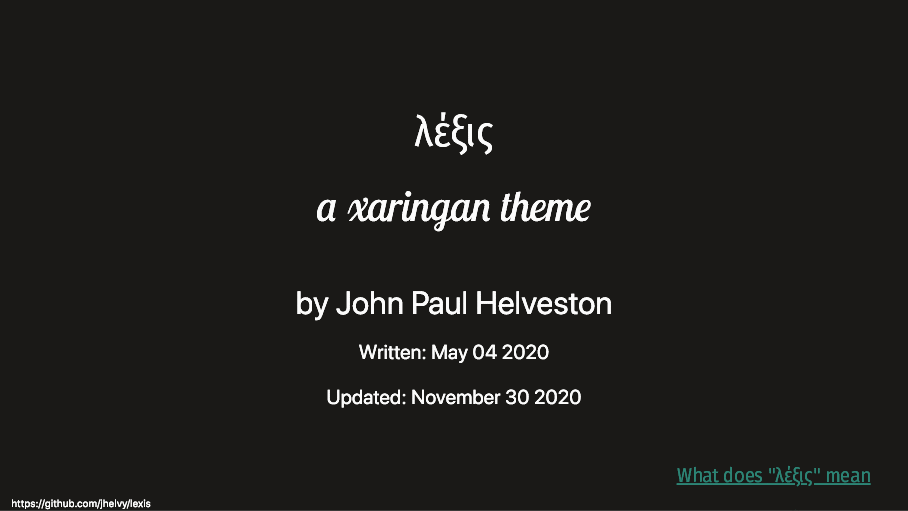 λέξις
a xaringan theme
by John Paul Helveston
Written: May 04 2020
Updated: November 30 2020
What does "λέξις" mean
https://github.com/jhelvy/lexis